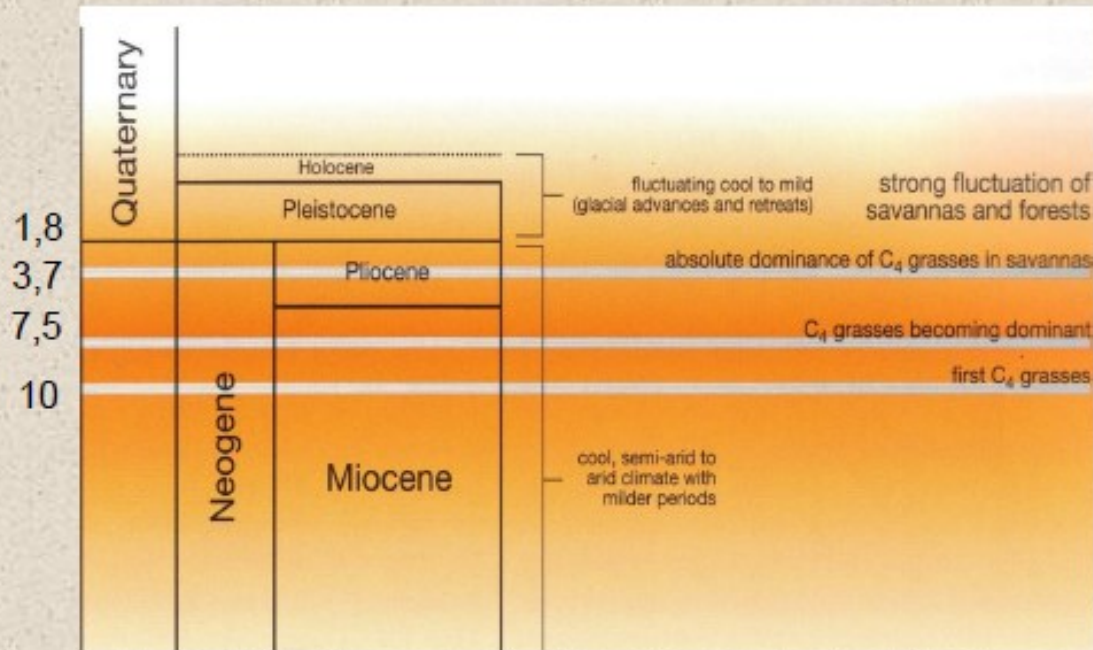 Quaternary
Holocene
Pleistocene
fluctuating cool to mild
(glacial advances and retreats)
strong fluctuation of
savannas and forests
1,8
Pliocene
absolute dominance of C₄ grasses in savannas
3,7
7,5
C₄ grasses becoming dominant
first C₄ grasses
10
Neogene
Miocene
cool, semi-arid to
arid climate with
milder periods